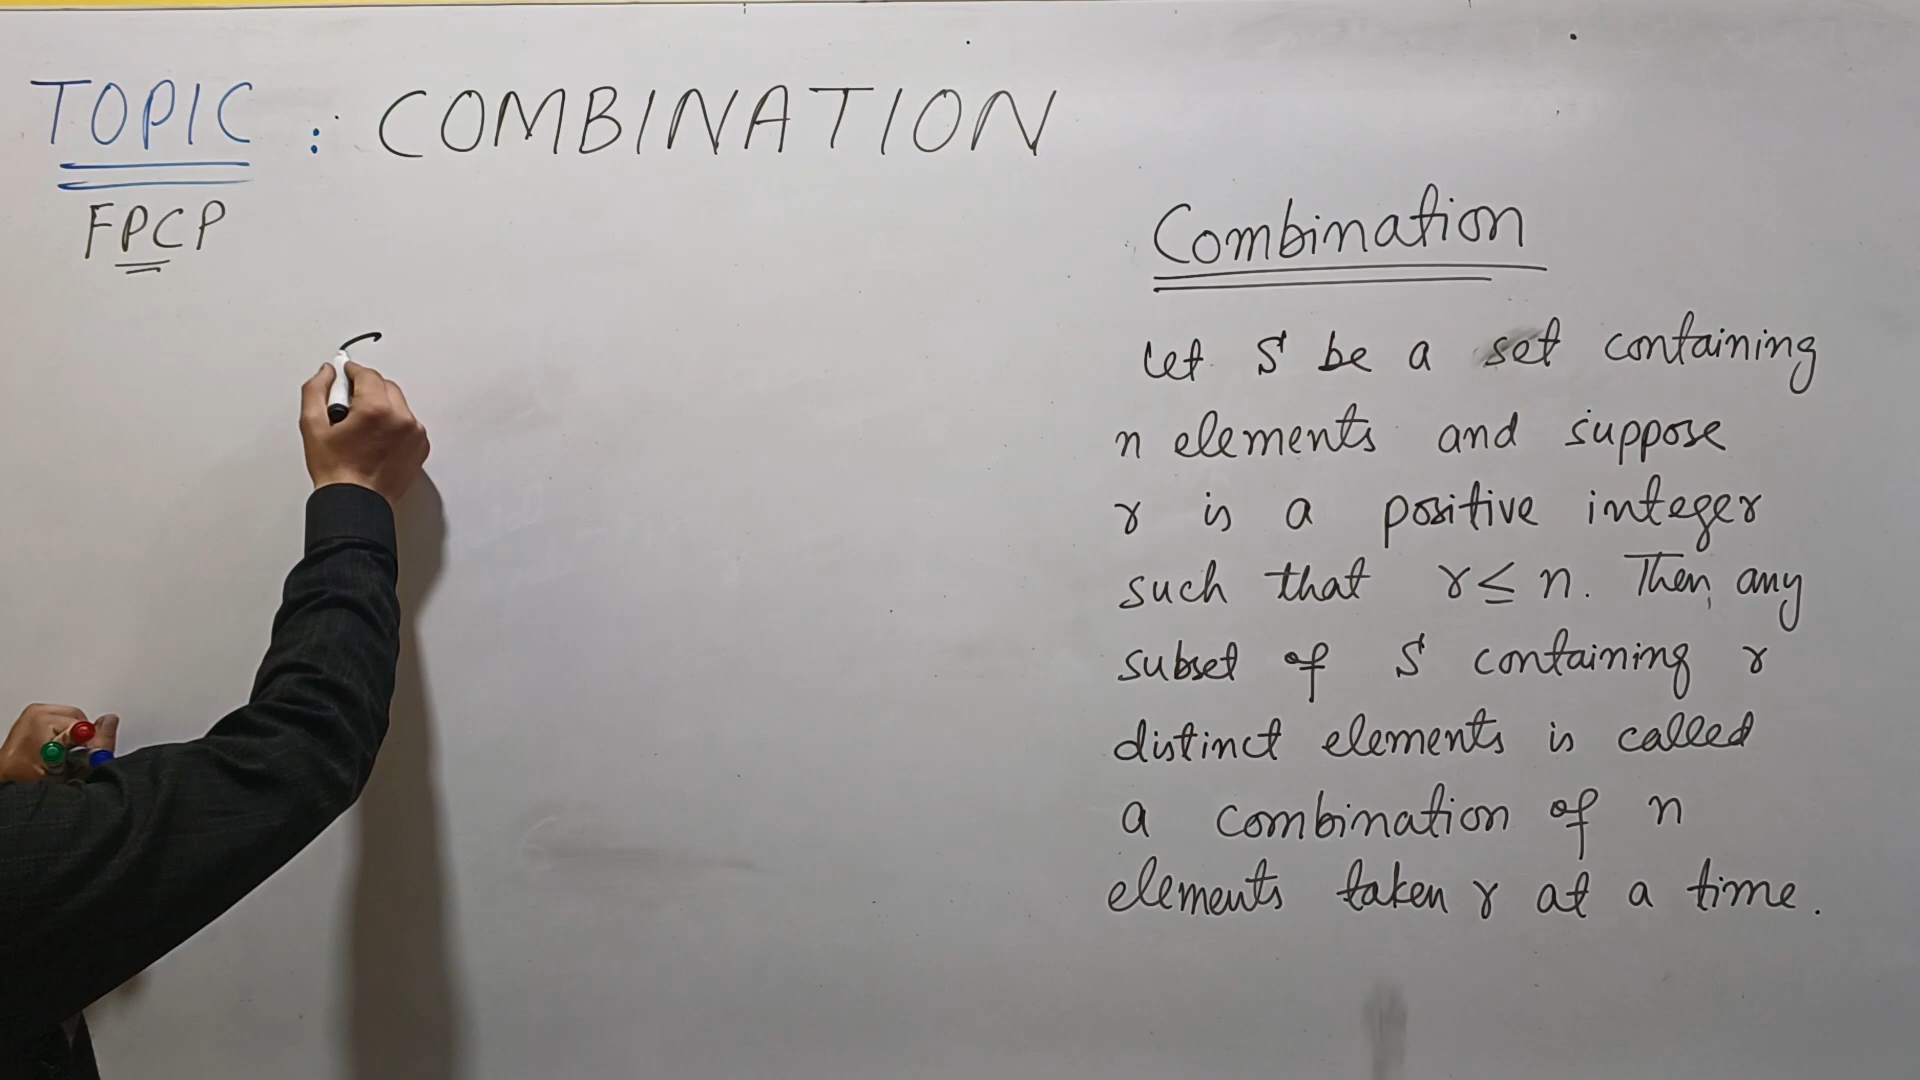 TOPIC : COMBINATION
FPCP
Combination
Let S be a set containing
n elements and suppose
r is a positive integer
such that r ≤ n. Then, any
subset of S containing r
distinct elements is called
a combination of n
elements taken r at a time.